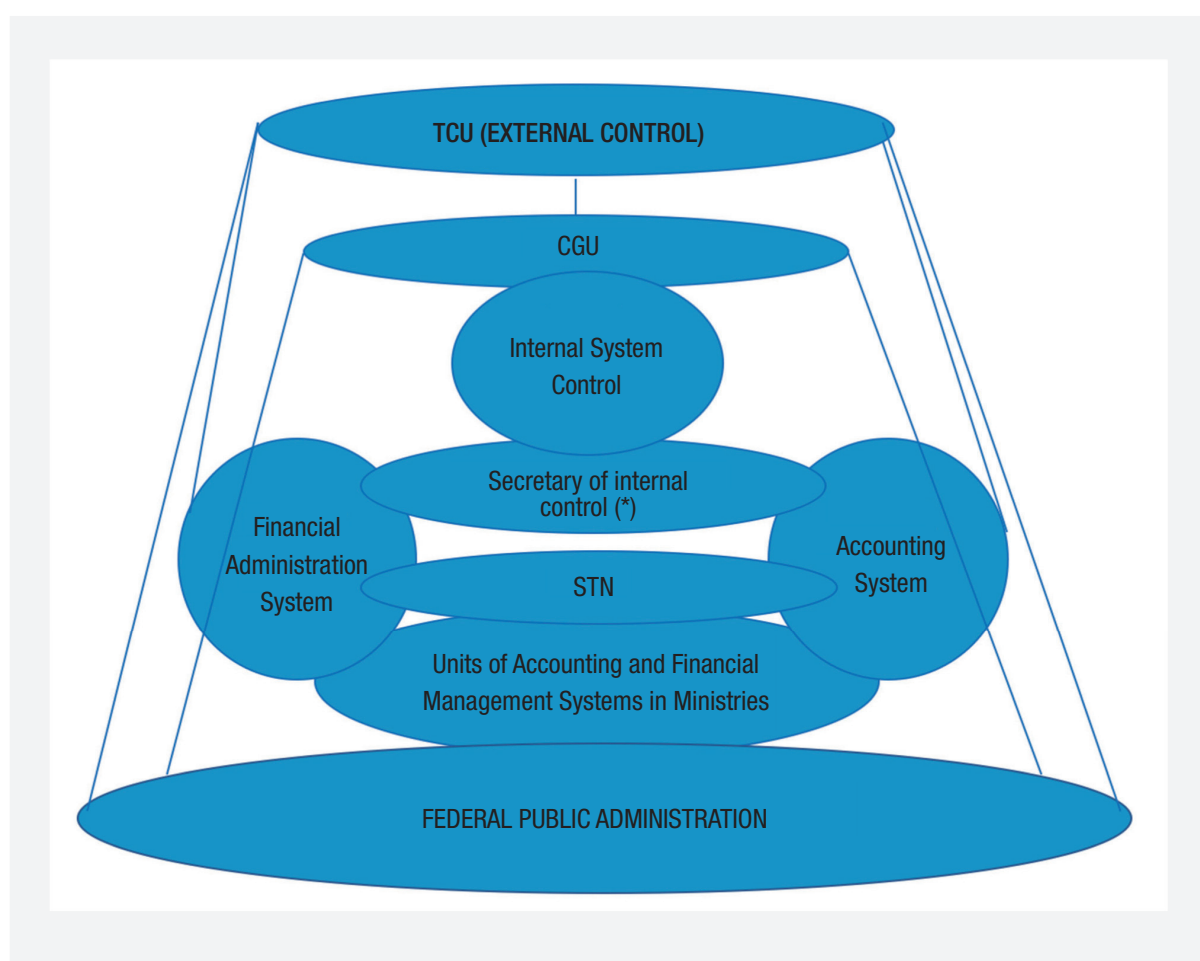 TCU (EXTERNAL CONTROL)
CGU
Internal System
Control
Secretary of internal
control (*)
Financial
Administration
System
Accounting
System
STN
Units of Accounting and Financial
Management Systems in Ministries
FEDERAL PUBLIC ADMINISTRATION